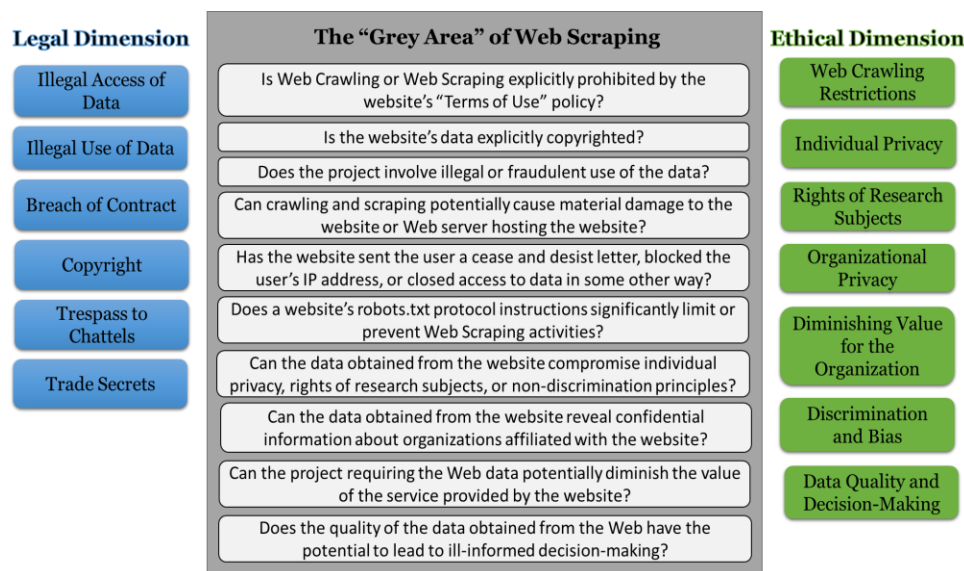 Legal Dimension
Illegal Access of
Data
Illegal Use of Data
Breach of Contract
Copyright
Trespass to
Chattels
Trade Secrets
The “Grey Area” of Web Scraping
Is Web Crawling or Web Scraping explicitly prohibited by the
website’s “Terms of Use” policy?
Is the website’s data explicitly copyrighted?
Does the project involve illegal or fraudulent use of the data?
Can crawling and scraping potentially cause material damage to the
website or Web server hosting the website?
Has the website sent the user a cease and desist letter, blocked the
user’s IP address, or closed access to data in some other way?
Does a website’s robots.txt protocol instructions significantly limit or
prevent Web Scraping activities?
Can the data obtained from the website compromise individual
privacy, rights of research subjects, or non-discrimination principles?
Can the data obtained from the website reveal confidential
information about organizations affiliated with the website?
Can the project requiring the Web data potentially diminish the value
of the service provided by the website?
Does the quality of the data obtained from the Web have the
potential to lead to ill-informed decision-making?
Ethical Dimension
Web Crawling
Restrictions
Individual Privacy
Rights of Research
Subjects
Organizational
Privacy
Diminishing Value
for the
Organization
Discrimination
and Bias
Data Quality and
Decision-Making